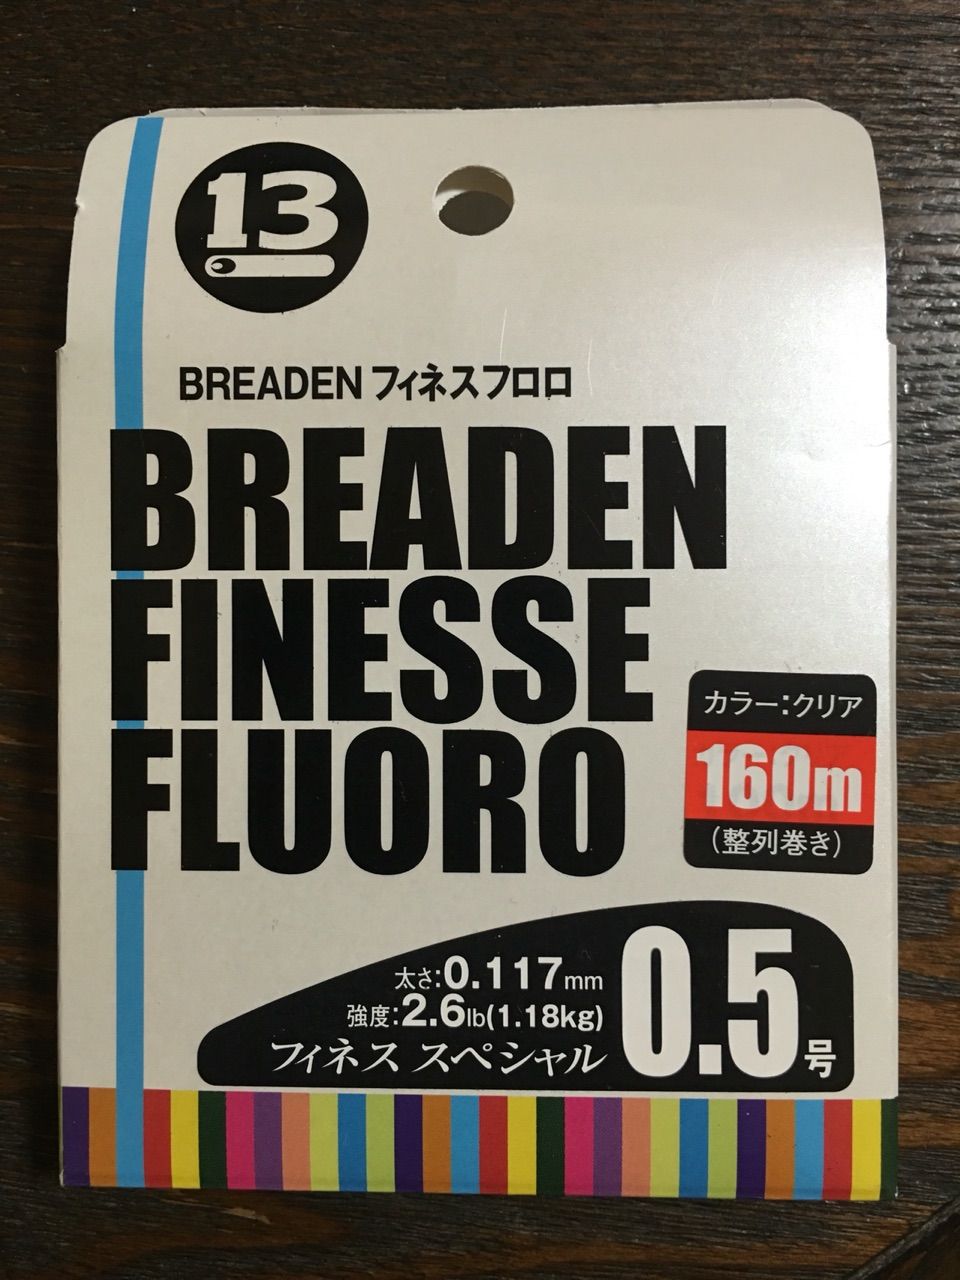 13
BREADEN フィネスフロロ
BREADEN
FINESSE
FLUORO
カラー:クリア
160m
(整列巻き)
太さ:0.117mm
強度:2.6lb(1.18kg)
フィネス スペシャル
0.5号